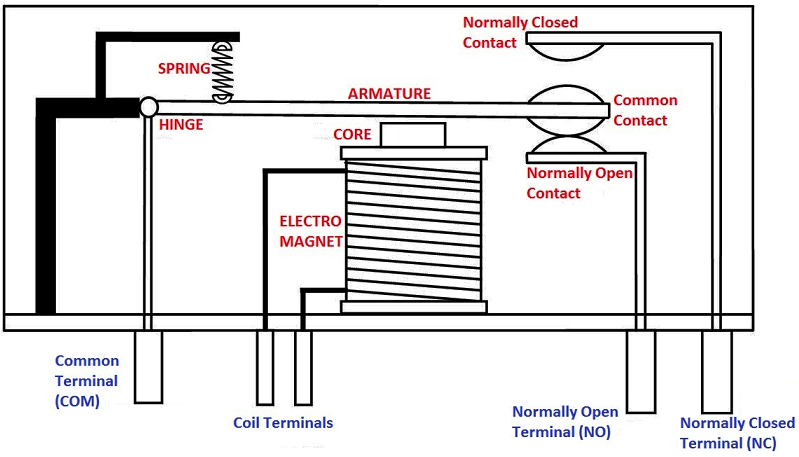 Normally Closed
Contact
SPRING
ARMATURE
Common
Contact
HINGE
CORE
Normally Open
Contact
ELECTRO
MAGNET
Common
Terminal
(COM)
Coil Terminals
Normally Open
Terminal (NO)
Normally Closed
Terminal (NC)